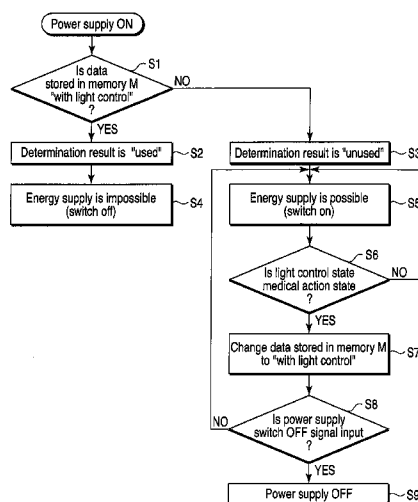 Power supply ON
S1
Is data
stored in memory M
"with light control"
?
NO
YES
Determination result is "used"
S2
Determination result is "unused"
S3
Energy supply is impossible
(switch off)
S4
Energy supply is possible
(switch on)
S5
S6
Is light control state
medical action state
?
NO
YES
Change data stored in memory M
to "with light control"
S7
S8
Is power supply
switch OFF signal input
?
NO
YES
Power supply OFF
S9